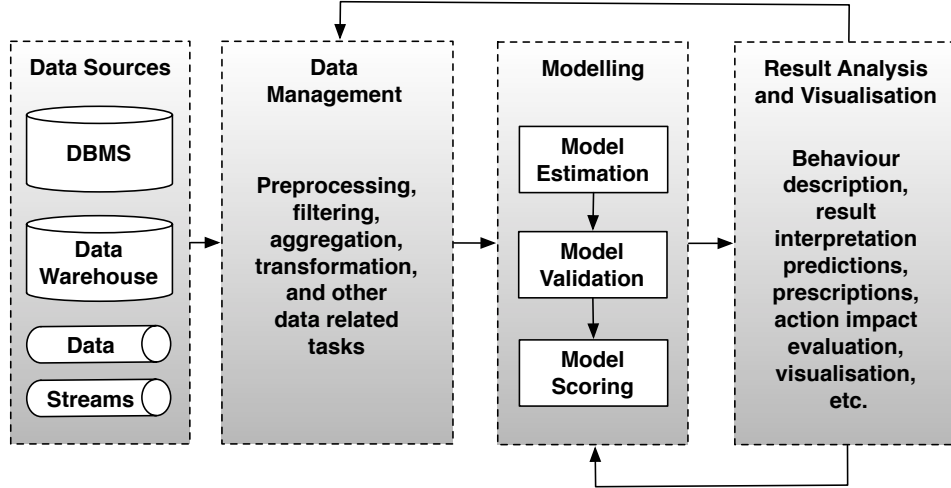 Data Sources
DBMS
Data
Warehouse
Data
Streams
Data
Management
Preprocessing,
filtering,
aggregation,
transformation,
and other
data related
tasks
Modelling
Model
Estimation
Model
Validation
Model
Scoring
Result Analysis
and Visualisation
Behaviour
description,
result
interpretation
predictions,
prescriptions,
action impact
evaluation,
visualisation,
etc.